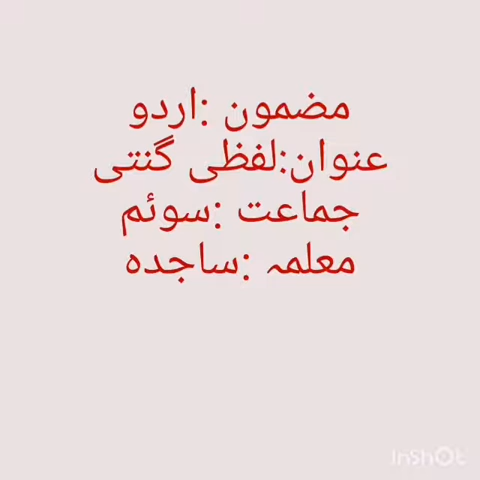 مضمون :اردو
عنوان:لفظی گنتی
جماعت :سوئم
معلمہ :ساجدہ
InShOt